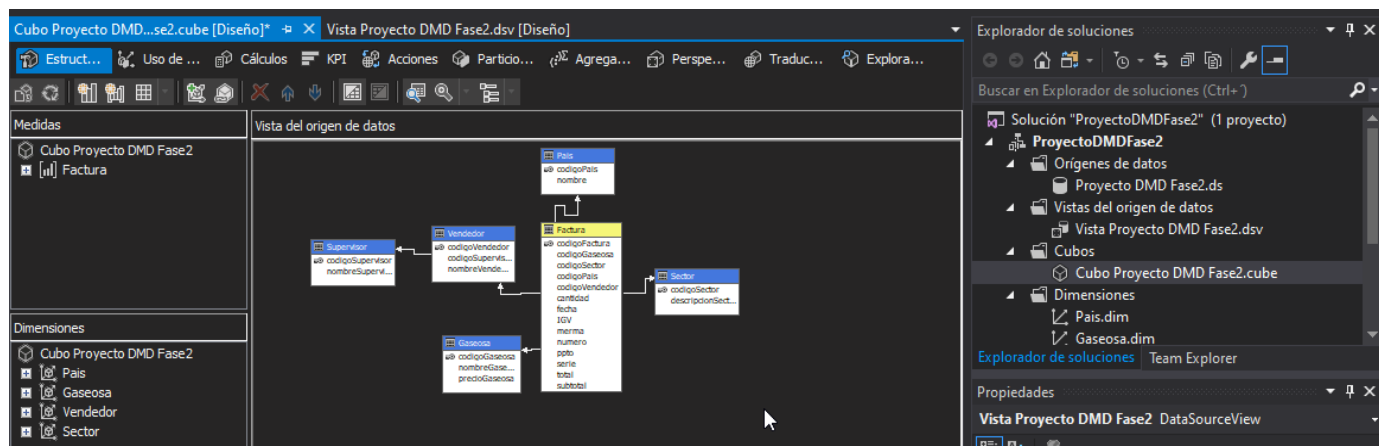 Cubo Proyecto DMD...se2.cube [Diseño]*
Vista Proyecto DMD Fase2.dsv [Diseño]
Estruct...
Uso de ...
Cálculos
KPI
Acciones
Particio...
Agrega...
Perspe...
Traduc...
Explora...
Medidas
Cubo Proyecto DMD Fase2
Factura
Dimensiones
Cubo Proyecto DMD Fase2
Pais
Gaseosa
Vendedor
Sector
Vista del origen de datos
Pais
codigoPais
nombre
Supervisor
codigoSupervisor
nombreSupervi...
Vendedor
codigoVendedor
codigoSupervis...
nombreVende...
Factura
codigoFactura
codigoGaseosa
codigoSector
codigoPais
codigoVendedor
cantidad
fecha
IGV
merma
numero
ppto
serie
total
subtotal
Sector
codigoSector
descripcionSect...
Gaseosa
codigoGaseosa
nombreGase...
precioGaseosa
Explorador de soluciones
Buscar en Explorador de soluciones (Ctrl+´)
Solución "ProyectoDMDFase2" (1 proyecto)
ProyectoDMDFase2
Orígenes de datos
Proyecto DMD Fase2.ds
Vistas del origen de datos
Vista Proyecto DMD Fase2.dsv
Cubos
Cubo Proyecto DMD Fase2.cube
Dimensiones
Pais.dim
Gaseosa.dim
Explorador de soluciones
Team Explorer
Propiedades
Vista Proyecto DMD Fase2 DataSourceView